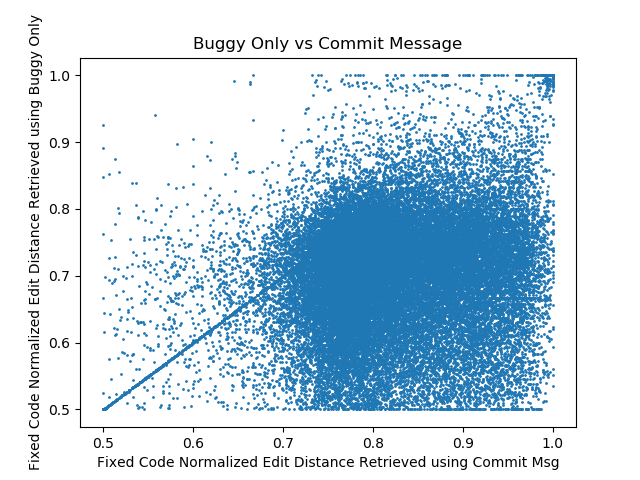 Buggy Only vs Commit Message
Fixed Code Normalized Edit Distance Retrieved using Buggy Only
1.0
0.9
0.8
0.7
0.6
0.5
0.5 0.6 0.7 0.8 0.9 1.0
Fixed Code Normalized Edit Distance Retrieved using Commit Msg